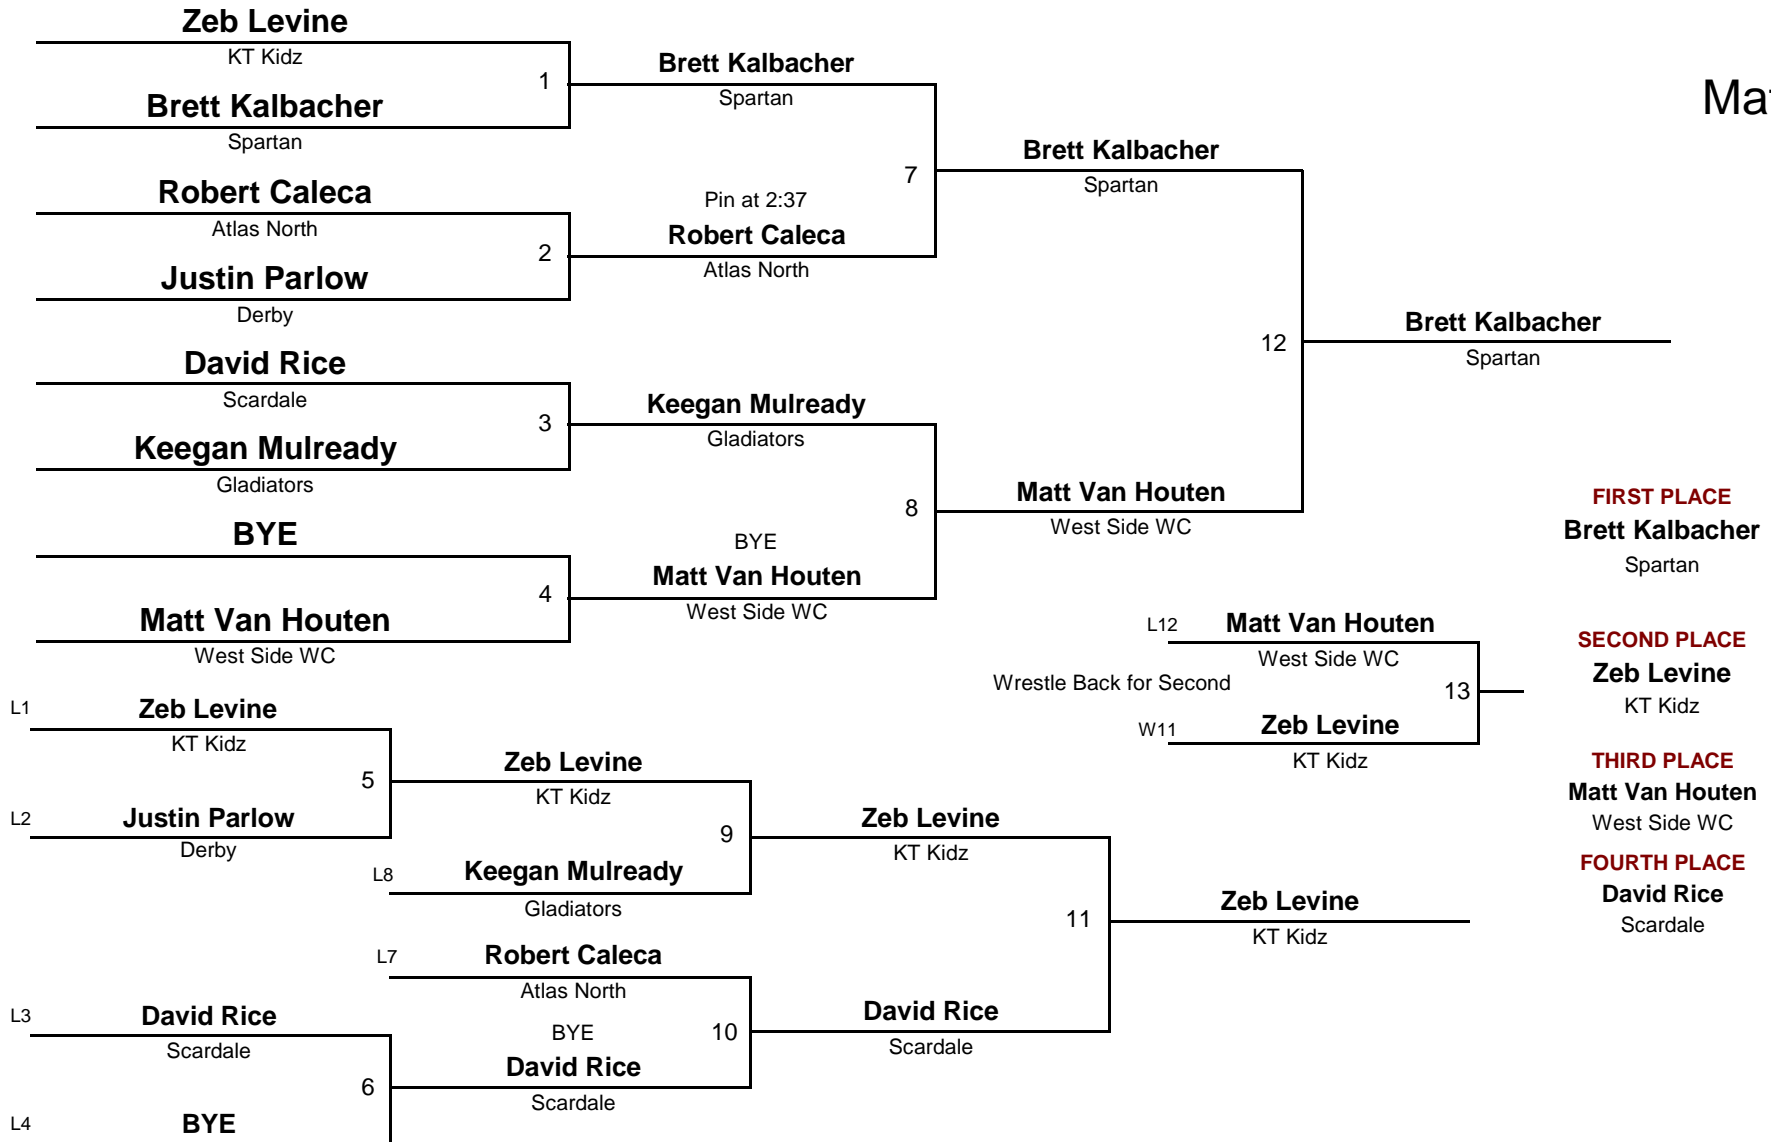 Zeb Levine
KT Kidz
1
Brett Kalbacher
Spartan
Brett Kalbacher
Spartan
Mat
Robert Caleca
Atlas North
2
Justin Parlow
Derby
Pin at 2:37
Robert Caleca
Atlas North
7
Brett Kalbacher
Spartan
David Rice
Scardale
3
Keegan Mulready
Gladiators
Keegan Mulready
Gladiators
BYE
4
Matt Van Houten
West Side WC
BYE
Matt Van Houten
West Side WC
8
Matt Van Houten
West Side WC
12
Brett Kalbacher
Spartan
FIRST PLACE
Brett Kalbacher
Spartan
L12
Matt Van Houten
West Side WC
Wrestle Back for Second
13
W11
Zeb Levine
KT Kidz
SECOND PLACE
Zeb Levine
KT Kidz
THIRD PLACE
Matt Van Houten
West Side WC
FOURTH PLACE
David Rice
Scardale
L1
Zeb Levine
KT Kidz
5
L2
Justin Parlow
Derby
Zeb Levine
KT Kidz
9
L8
Keegan Mulready
Gladiators
Zeb Levine
KT Kidz
11
Zeb Levine
KT Kidz
L7
Robert Caleca
Atlas North
BYE
10
David Rice
Scardale
David Rice
Scardale
L3
David Rice
Scardale
6
L4
BYE